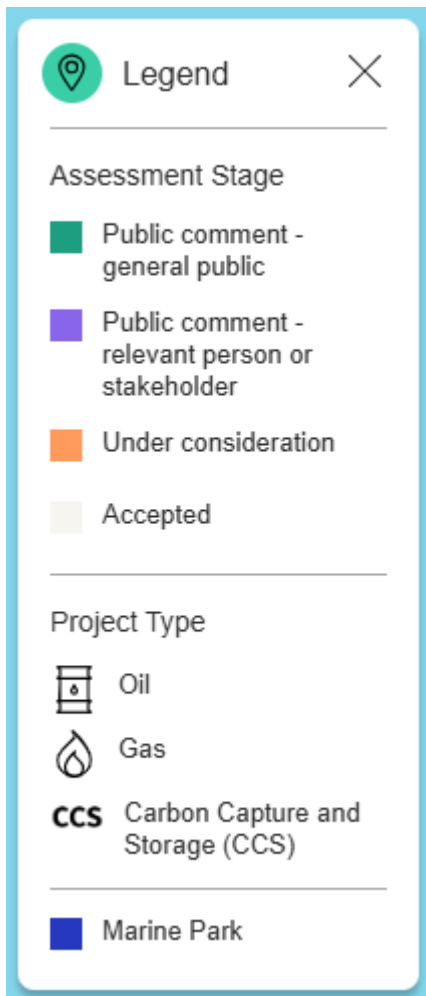 Legend
Assessment Stage
Public comment -
general public
Public comment -
relevant person or
stakeholder
Under consideration
Accepted
Project Type
Oil
Gas
CCS Carbon Capture and
Storage (CCS)
Marine Park